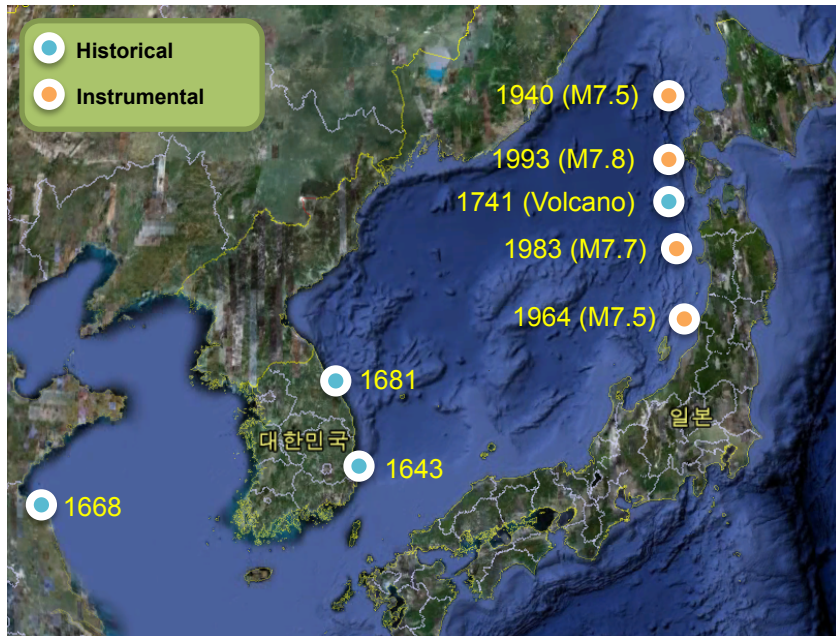 Historical
Instrumental
1940 (M7.5)
1993 (M7.8)
1741 (Volcano)
1983 (M7.7)
1964 (M7.5)
1681
일본
대한민국
1643
1668